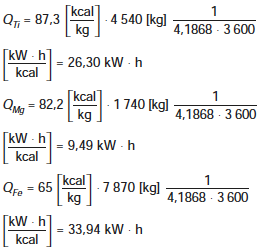 Q_Ti = 87,3 [kcal/kg] · 4 540 [kg] 1/(4,1868 · 3 600)
[kW · h/kcal] = 26,30 kW · h
Q_Mg = 82,2 [kcal/kg] · 1 740 [kg] 1/(4,1868 · 3 600)
[kW · h/kcal] = 9,49 kW · h
Q_Fe = 65 [kcal/kg] · 7 870 [kg] 1/(4,1868 · 3 600)
[kW · h/kcal] = 33,94 kW · h